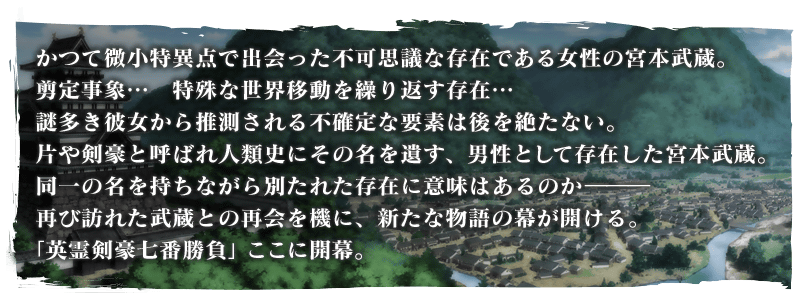 かつて微小特異点で出会った不可思議な存在である女性の宮本武蔵。
剪定事象…　特殊な世界移動を繰り返す存在…
謎多き彼女から推測される不確定な要素は後を絶たない。
片や剣豪と呼ばれ人類史にその名を遺す、男性として存在した宮本武蔵。
同一の名を持ちながら別たれた存在に意味はあるのか―――
再び訪れた武蔵との再会を機に、新たな物語の幕が開ける。
「英霊剣豪七番勝負」ここに開幕。